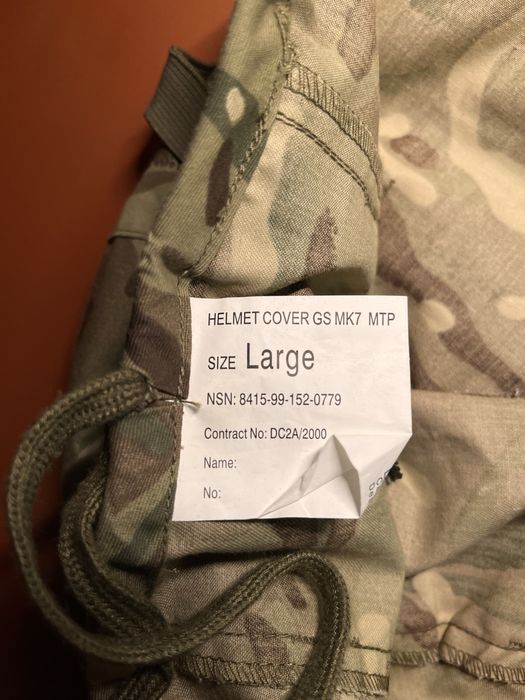 HELMET COVER GS MK7 MTP
SIZE Large
NSN: 8415-99-152-0779
Contract No: DC2A/2000
Name:
No: